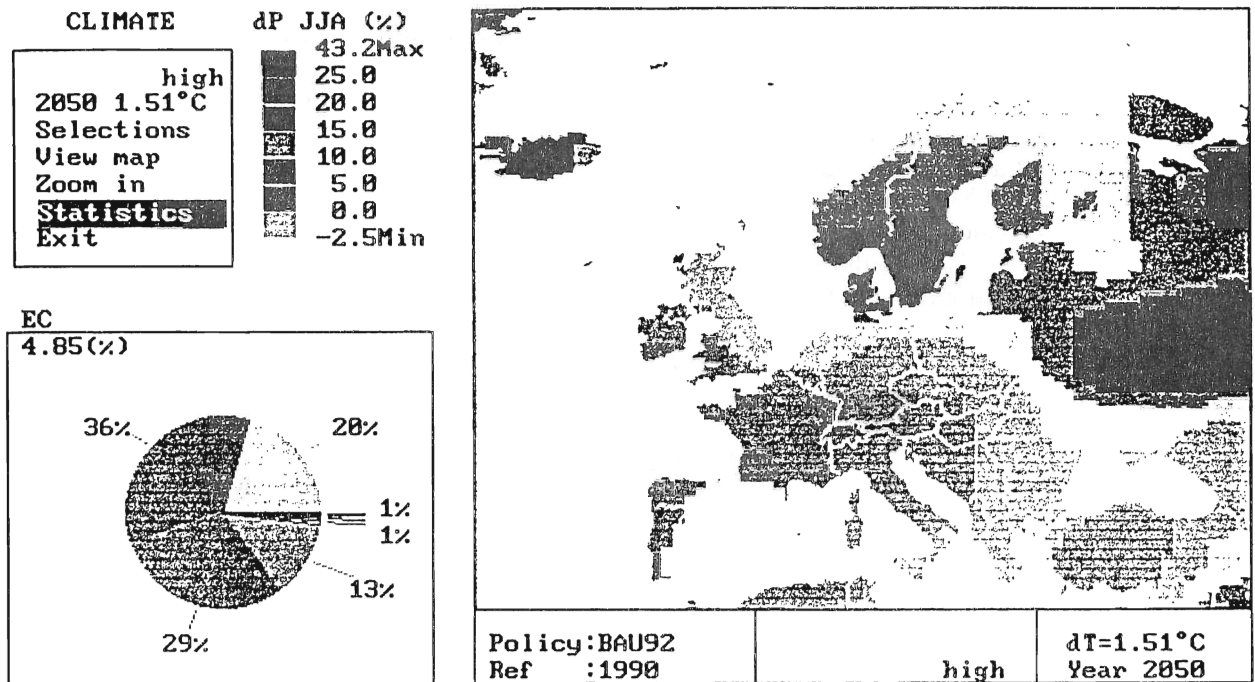 CLIMATE
dP JJA (%)
high
2050 1.51°C
Selections
View map
Zoom in
Statistics
Exit
43.2Max
25.0
20.0
15.0
10.0
5.0
0.0
-2.5Min
EC
4.85(%)
36%
20%
1%
1%
13%
29%
Policy:BAU92
Ref :1990
high
dT=1.51°C
Year 2050